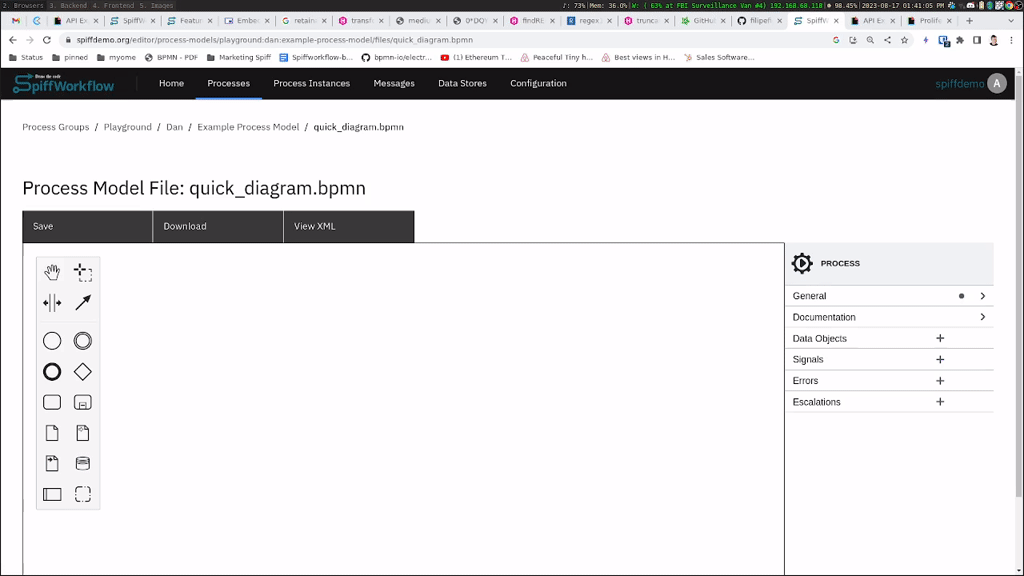 2. Browsers 3. Backend 4. Frontend 5. Images
♪: 73% |Mem: 36.0% |W: ( 63% at FBI Surveillance Van #4) 192.168.68.118 | 98.45% |2023-08-17 01:41:05 PM
API Ex
SpiffW
Featur
Embed
retain
transf
mediu
0*DQV
findRE
regex
trunca
GitHub
filipefi
SpiffW
API Ex
Prolife
spiffdemo.org/editor/process-models/playground:dan:example-process-model/files/quick_diagram.bpmn
Status pinned myome BPMN - PDF Marketing Spiff Spiffworkflow-b... bpmn-io/electr... (1) Ethereum T... Peaceful Tiny h... Best views in H... Sales Software...
Draw the code
SpiffWorkflow
Home Processes Process Instances Messages Data Stores Configuration spiffdemo A
Process Groups / Playground / Dan / Example Process Model / quick_diagram.bpmn
Process Model File: quick_diagram.bpmn
Save Download View XML
PROCESS
General
Documentation
Data Objects
Signals
Errors
Escalations